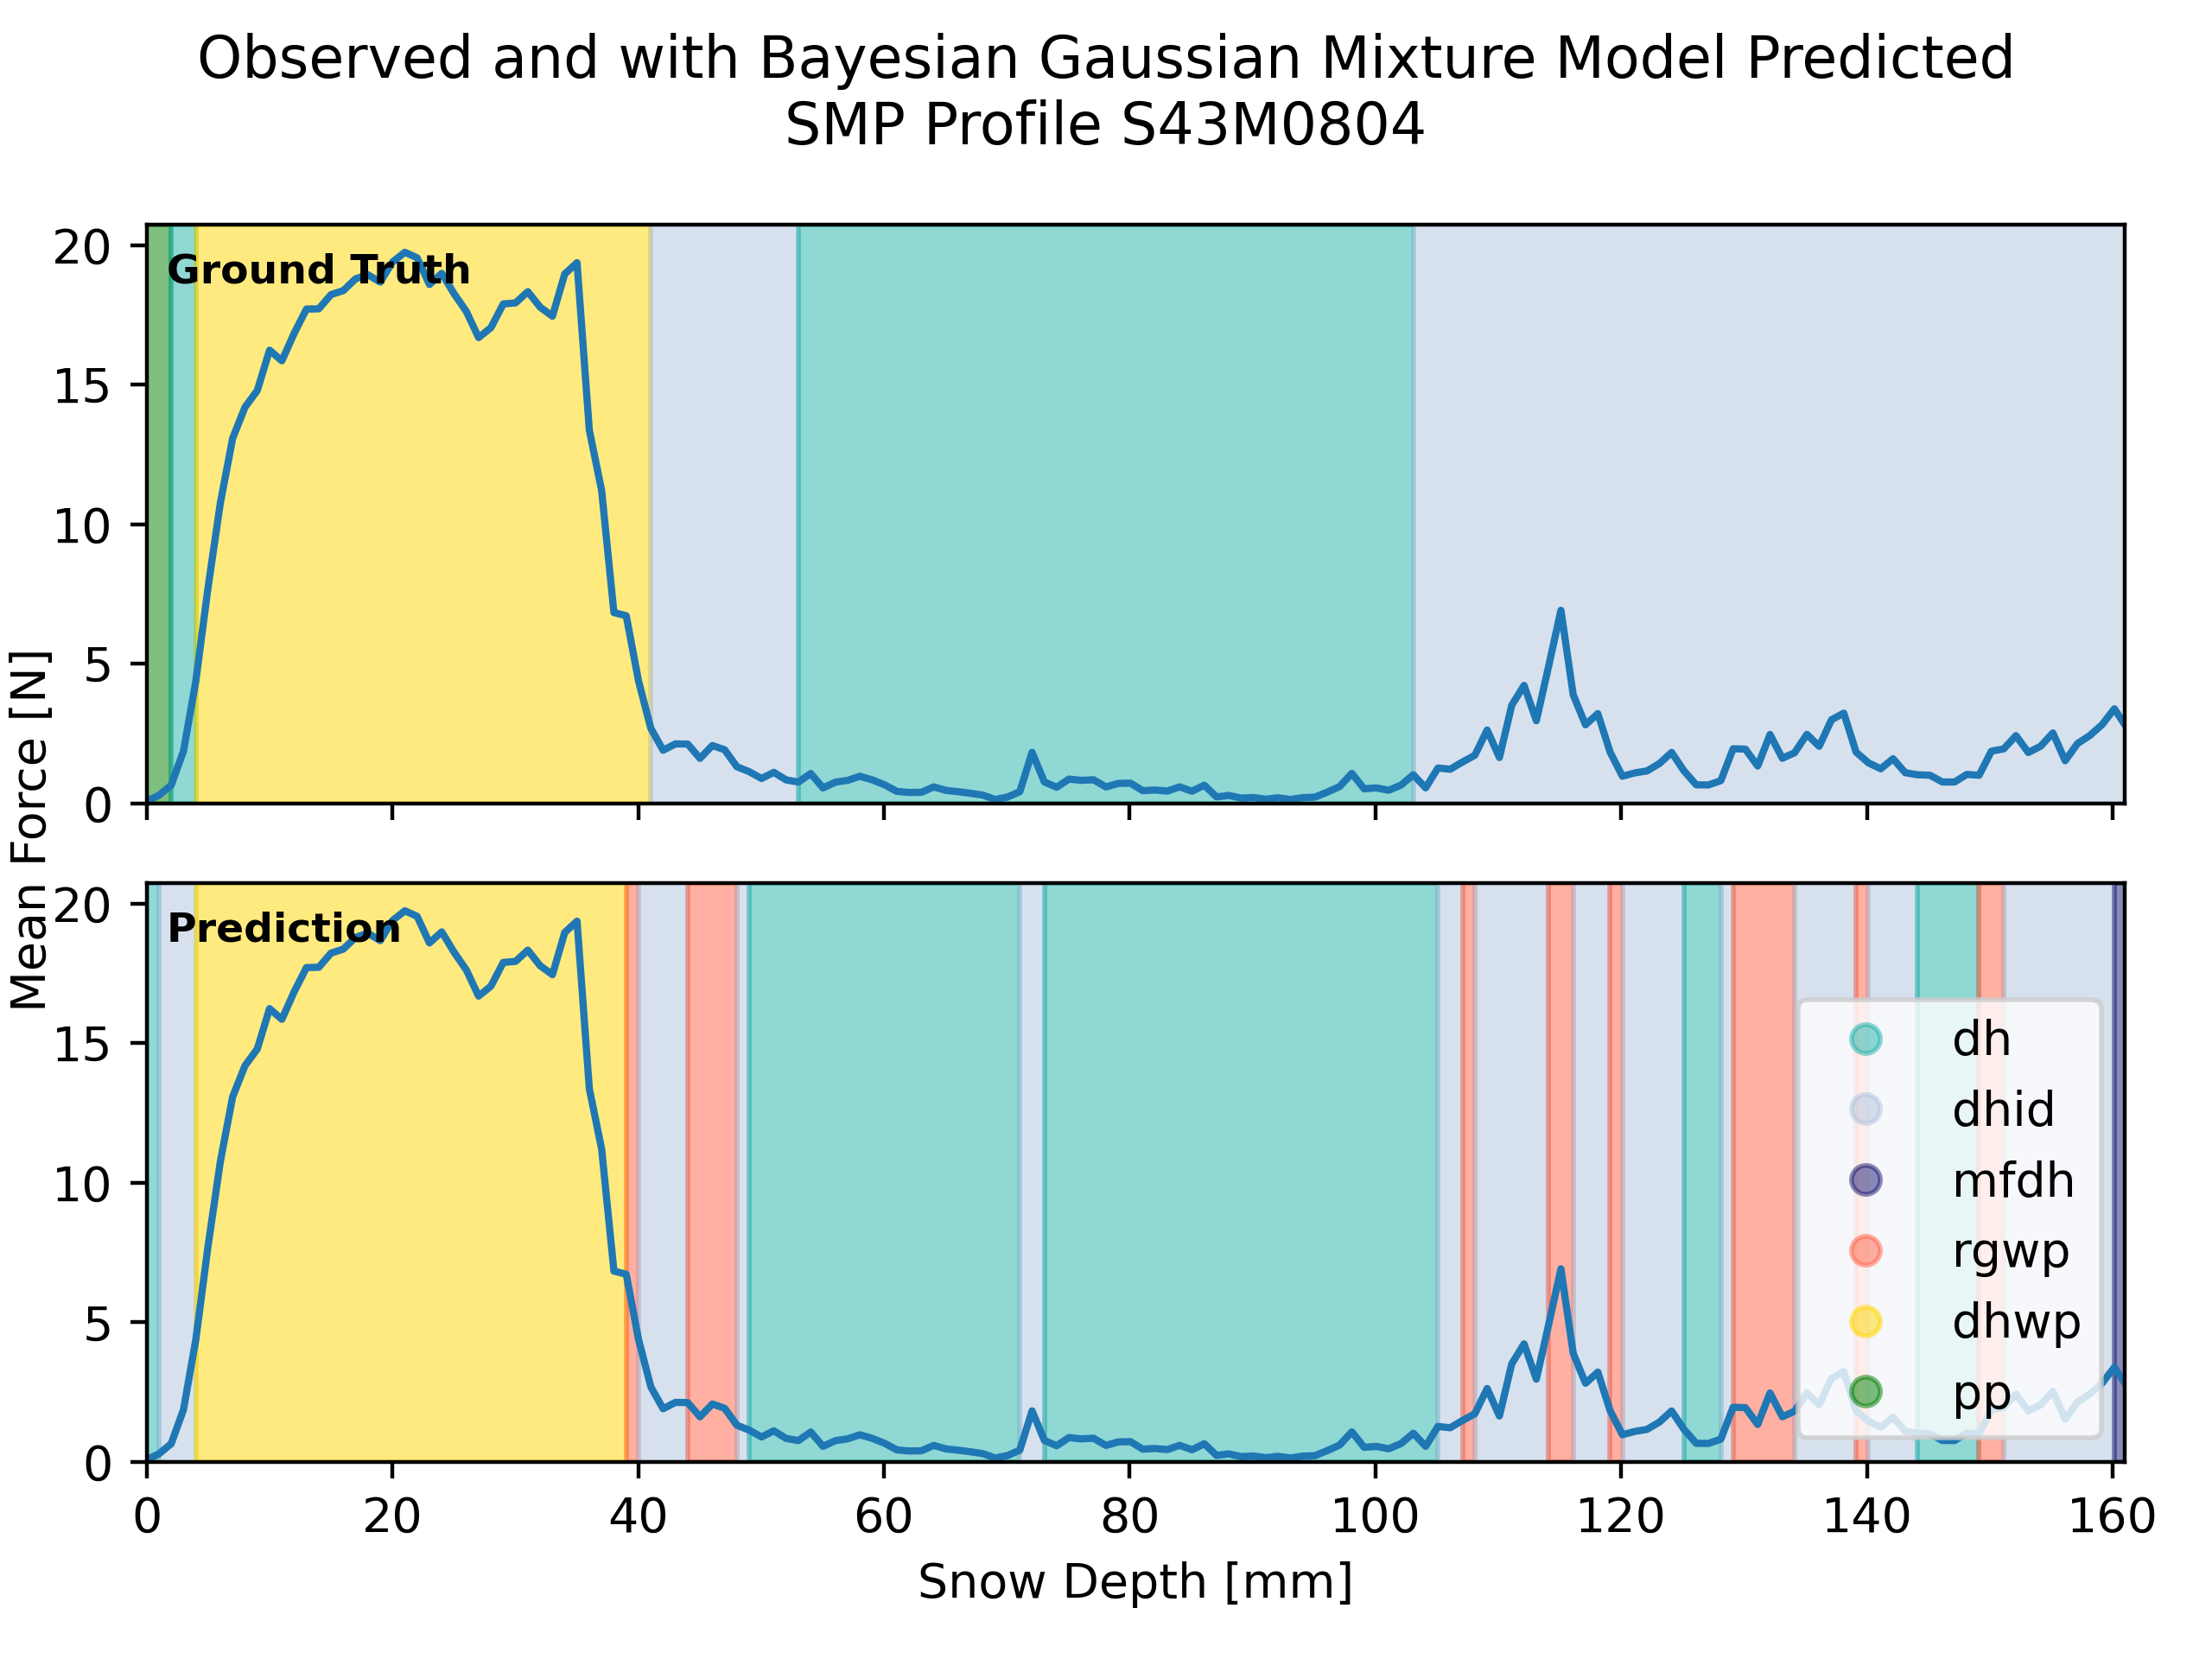 Observed and with Bayesian Gaussian Mixture Model Predicted
SMP Profile S43M0804
Mean Force [N]
20
15
10
5
0
Ground Truth
20
15
10
5
0
Prediction
dh
dhid
mfdh
rgwp
dhwp
pp
0 20 40 60 80 100 120 140 160
Snow Depth [mm]